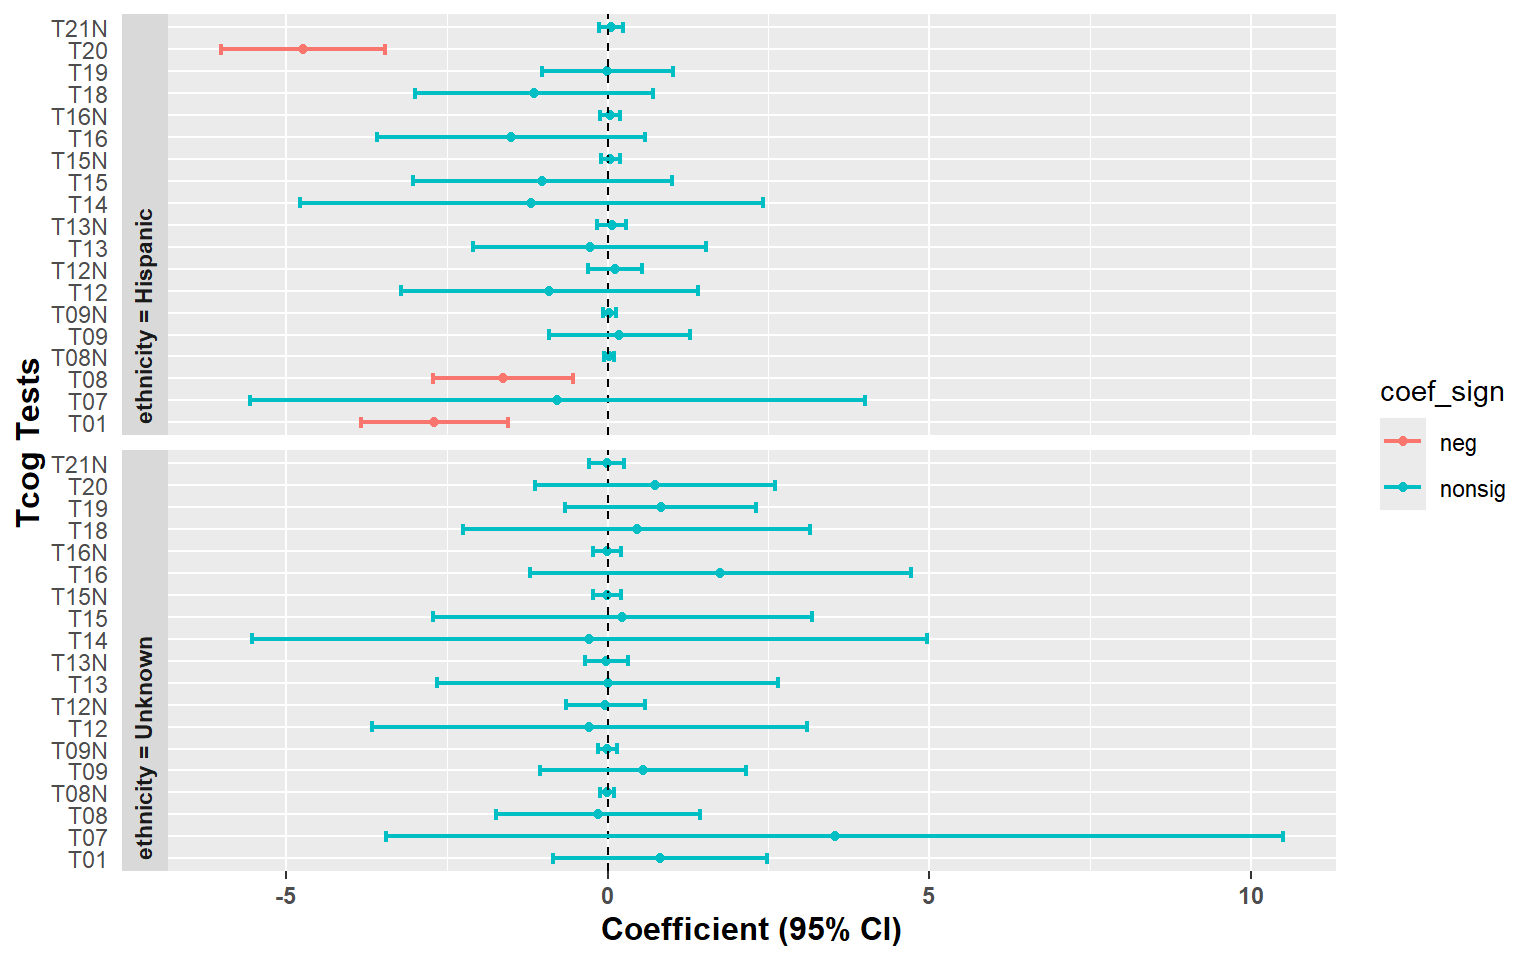 Tcog Tests
ethnicity = Hispanic
T21N
T20
T19
T18
T16N
T16
T15N
T15
T14
T13N
T13
T12N
T12
T09N
T09
T08N
T08
T07
T01
ethnicity = Unknown
T21N
T20
T19
T18
T16N
T16
T15N
T15
T14
T13N
T13
T12N
T12
T09N
T09
T08N
T08
T07
T01
-5 0 5 10
Coefficient (95% CI)
coef_sign
neg
nonsig